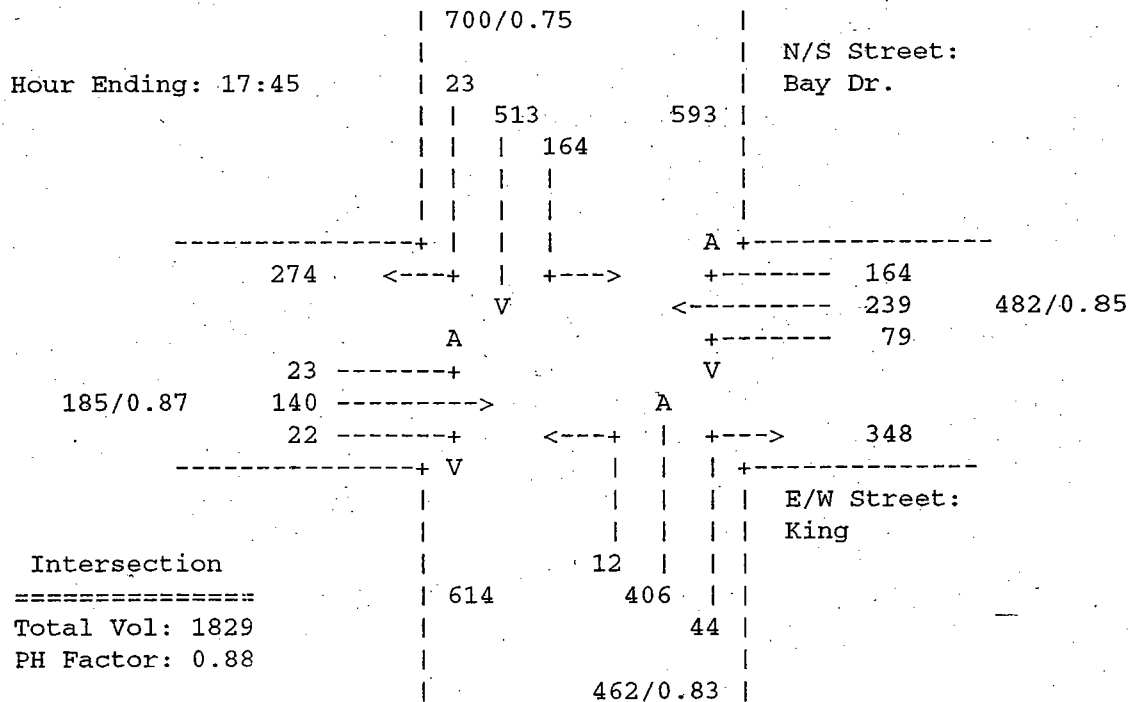 700/0.75
N/S Street:
Hour Ending: 17:45 23 Bay Dr.
513 593
164
274 <---+ V +---> A +------- 164
<--------- 239 482/0.85
A +------- 79
23 -------+ V
185/0.87 140 ---------> A
22 -------+ <---+ +---> 348
V
E/W Street:
King
Intersection 12
=============== 614 406
Total Vol: 1829 44
PH Factor: 0.88
462/0.83